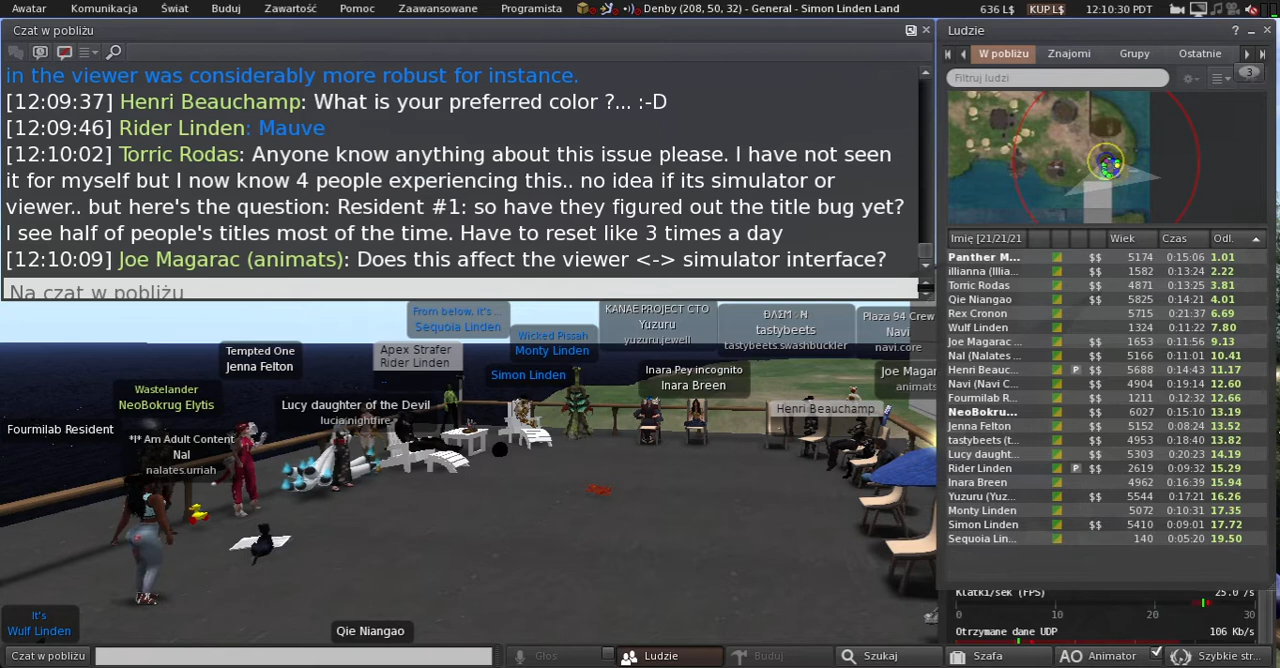 Awatar Komunikacja Świat Buduj Zawartość Pomoc Zaawansowane Programista Denby (208, 50, 32) - General - Simon Linden Land 636 L$ KUP L$ 12:10:30 PDT
Czat w pobliżu
in the viewer was considerably more robust for instance.
[12:09:37] Henri Beauchamp: What is your preferred color ?... :-D
[12:09:46] Rider Linden: Mauve
[12:10:02] Torric Rodas: Anyone know anything about this issue please. I have not seen
it for myself but I now know 4 people experiencing this.. no idea if its simulator or
viewer.. but here's the question: Resident #1: so have they figured out the title bug yet?
I see half of people's titles most of the time. Have to reset like 3 times a day
[12:10:09] Joe Magarac (animats): Does this affect the viewer <-> simulator interface?
Na czat w pobliżu
From below, it's ..
Sequoia Linden
Wicked Pissah
Monty Linden
Simon Linden
KANAE PROJECT CTO
Yuzuru
yuzuru.jewell
tastybeets
tastybeets.swashbuckler
Plaza 94 Crew
Navi
navi.core
Tempted One
Jenna Felton
Apex Strafer
Rider Linden
Inara Pey incognito
Inara Breen
Joe Magar
animats
Wastelander
NeoBokrug Elytis
Lucy daughter of the Devil
lucia.nightfire
Henri Beauchamp
Fourmilab Resident
*!* Am Adult Content
Nal
nalates.urriah
It's
Wulf Linden
Qie Niangao
Ludzie
W pobliżu Znajomi Grupy Ostatnie
Filtruj ludzi
3
Imię [21/21/21 Wiek Czas Odl.
Panther M... $$ 5174 0:15:06 1.01
illianna (Illia... $$ 1582 0:13:24 2.22
Torric Rodas $$ 4871 0:13:25 3.81
Qie Niangao $$ 5825 0:14:21 4.01
Rex Cronon 5715 0:21:37 6.69
Wulf Linden 1324 0:11:22 7.80
Joe Magarac ... $$ 1653 0:11:56 9.13
Nal (Nalates ... $$ 5166 0:11:01 10.41
Henri Beauc... P $$ 5688 0:14:43 11.17
Navi (Navi C... $$ 4904 0:19:14 12.60
Fourmilab R... $$ 1211 0:12:32 12.66
NeoBokru... $$ 6027 0:15:10 13.19
Jenna Felton $$ 5152 0:08:24 13.52
tastybeets (t... $$ 4953 0:18:40 13.82
Lucy daught... $$ 5303 0:20:23 14.19
Rider Linden P $$ 2619 0:09:32 15.29
Inara Breen 4962 0:16:39 15.94
Yuzuru (Yuz... $$ 5544 0:17:21 16.26
Monty Linden 5072 0:10:31 17.35
Simon Linden $$ 5410 0:09:01 17.72
Sequoia Lin... 140 0:05:20 19.50
Klatki/sek (FPS) 25.0 /s
0 10 20 30
Otrzymane dane UDP 106 Kb/s
Czat w pobliżu Głos Ludzie Buduj Szukaj Szafa AO Animator Szybkie str...